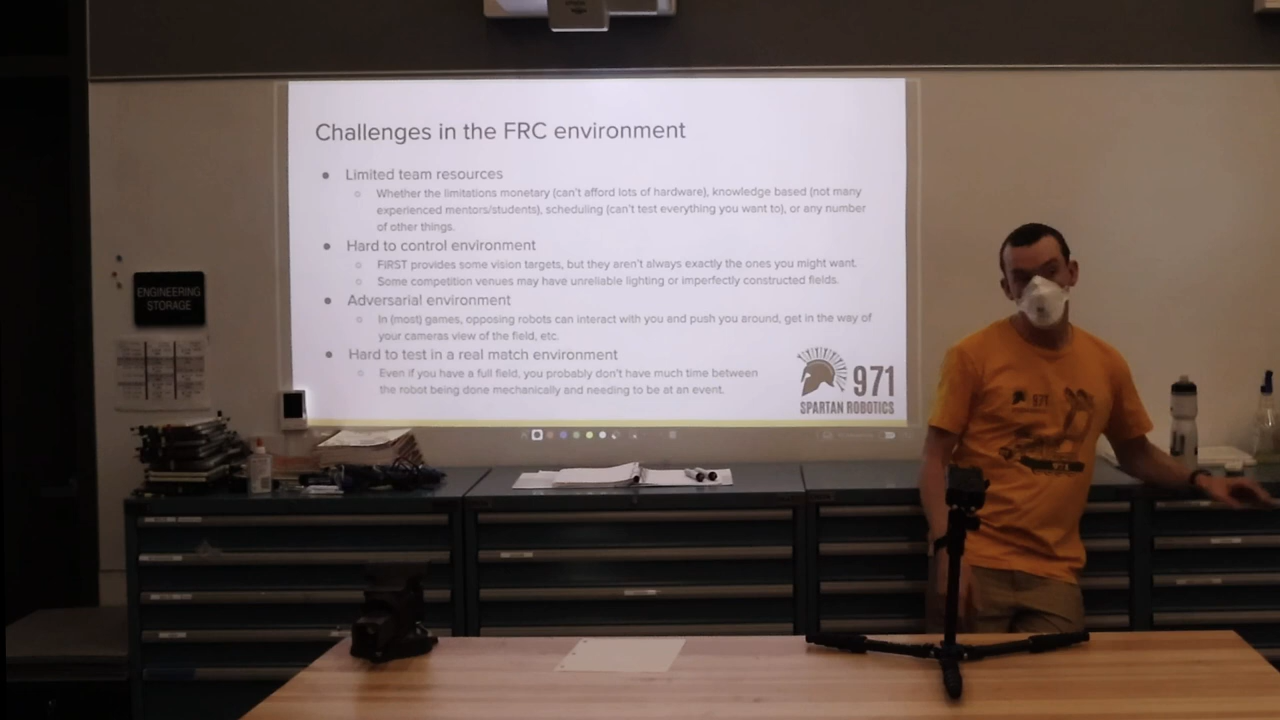 Challenges in the FRC environment
● Limited team resources
○ Whether the limitations monetary (can't afford lots of hardware), knowledge based (not many
experienced mentors/students), scheduling (can't test everything you want to), or any number
of other things.
● Hard to control environment
○ FIRST provides some vision targets, but they aren't always exactly the ones you might want.
○ Some competition venues may have unreliable lighting or imperfectly constructed fields.
● Adversarial environment
○ In (most) games, opposing robots can interact with you and push you around, get in the way of
your cameras view of the field, etc.
● Hard to test in a real match environment
○ Even if you have a full field, you probably don't have much time between
the robot being done mechanically and needing to be at an event.
971
SPARTAN ROBOTICS
ENGINEERING
STORAGE
971